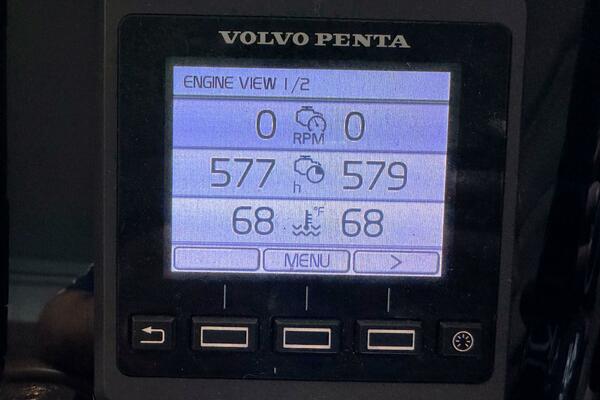 VOLVO PENTA
ENGINE VIEW 1/2
0 RPM 0
577 h 579
68 °F 68
MENU >